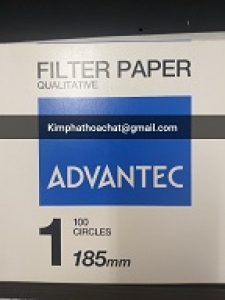 FILTER PAPER
QUALITATIVE
Kimphathoachat@gmail.com
ADVANTEC
1
100
CIRCLES
185mm